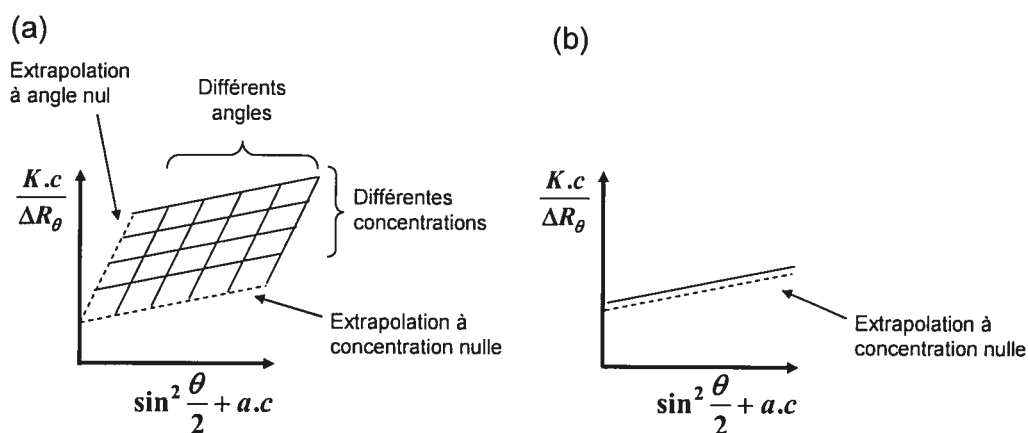 (a)
Extrapolation
à angle nul
Différents
angles
K.c
ΔR_θ
Différentes
concentrations
Extrapolation à
concentration nulle
sin² θ/2 + a.c
(b)
K.c
ΔR_θ
Extrapolation à
concentration nulle
sin² θ/2 + a.c